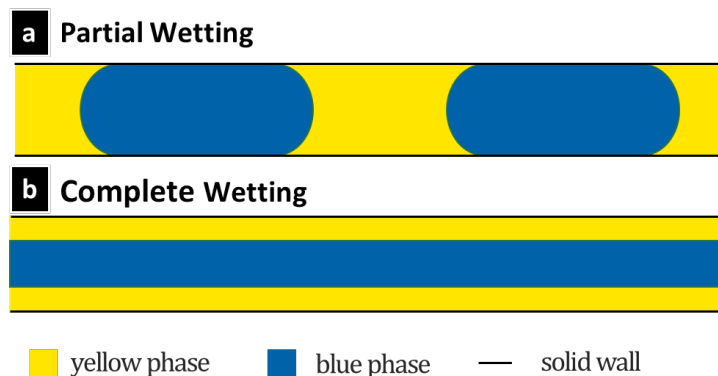 a Partial Wetting
b Complete Wetting
yellow phase blue phase solid wall